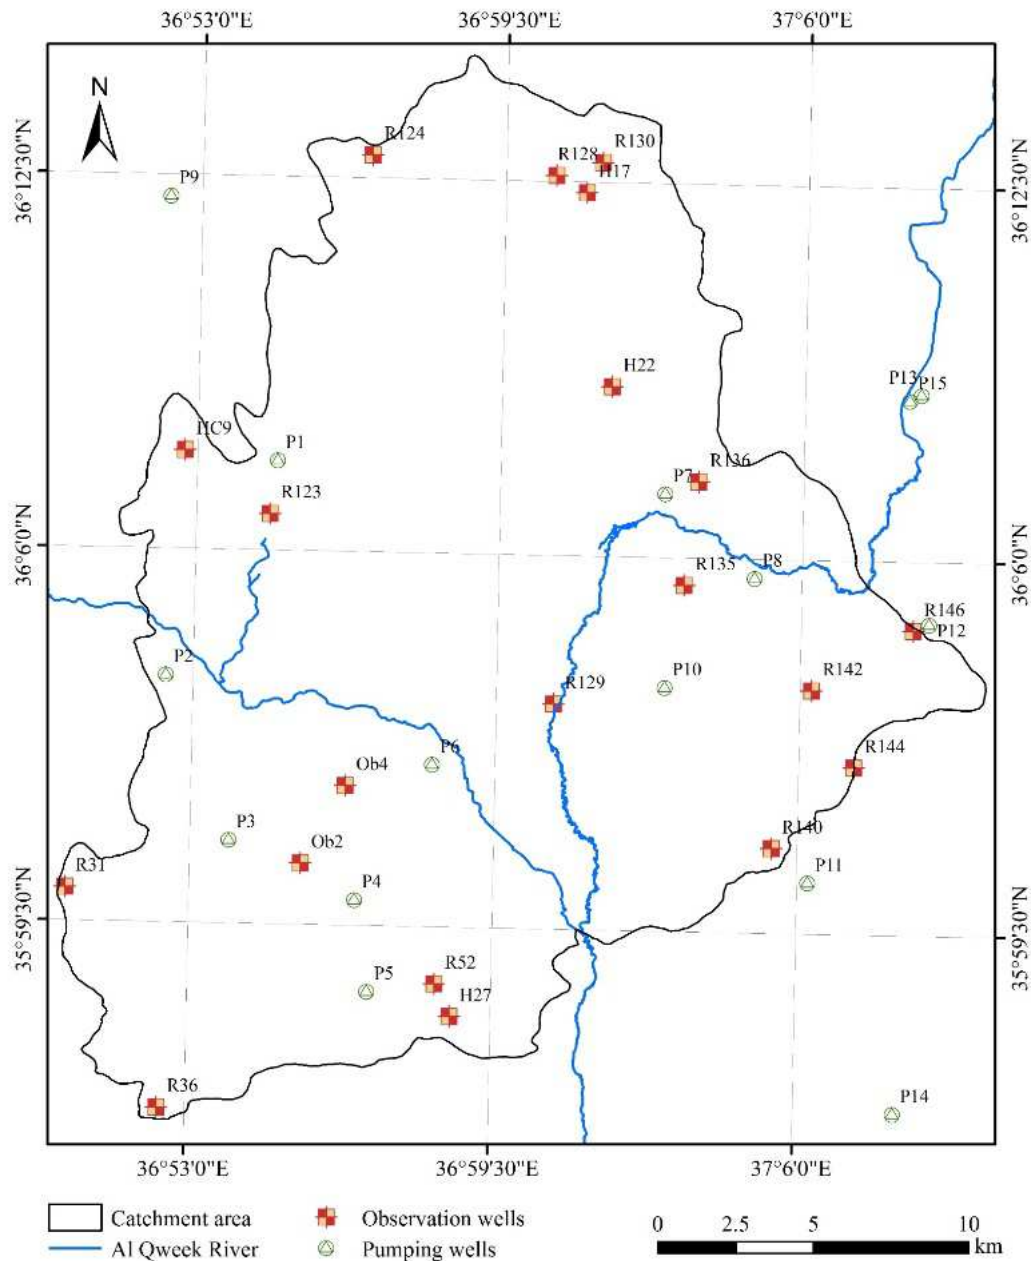 36°53'0"E 36°59'30"E 37°6'0"E
N
R124
R130
R128
H17
36°12'30"N
36°12'30"N
P9
H22
P13
P15
HC9
P1
R136
P7
R123
36°6'0"N
36°6'0"N
R135
P8
R146
P12
P2
R142
R129
P10
P6
R144
Ob4
P3
Ob2
R140
R31
P11
P4
35°59'30"N
35°59'30"N
R52
P5
H27
R36
P14
36°53'0"E 36°59'30"E 37°6'0"E
Catchment area Observation wells
Al Qweek River Pumping wells
0 2.5 5 10
km